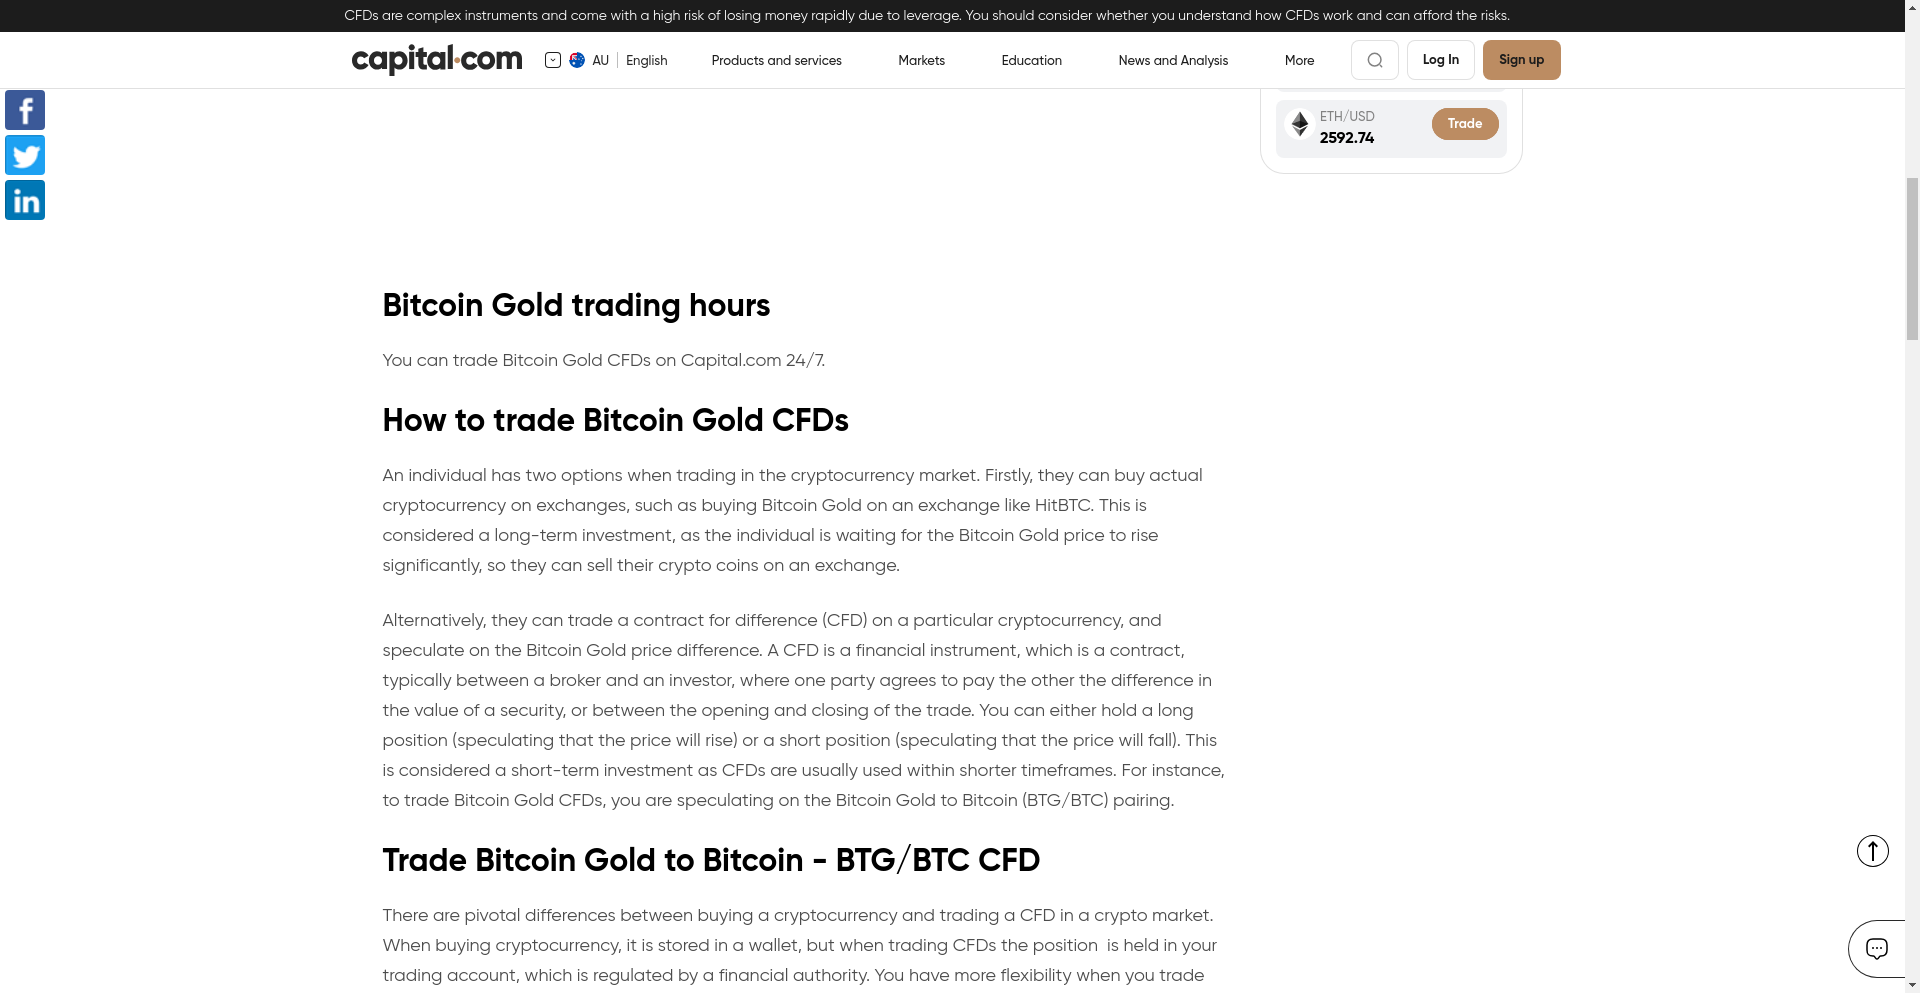 CFDs are complex instruments and come with a high risk of losing money rapidly due to leverage. You should consider whether you understand how CFDs work and can afford the risks.
capital.com AU English Products and services Markets Education News and Analysis More Log In Sign up
ETH/USD
2592.74
Trade
Bitcoin Gold trading hours
You can trade Bitcoin Gold CFDs on Capital.com 24/7.
How to trade Bitcoin Gold CFDs
An individual has two options when trading in the cryptocurrency market. Firstly, they can buy actual
cryptocurrency on exchanges, such as buying Bitcoin Gold on an exchange like HitBTC. This is
considered a long-term investment, as the individual is waiting for the Bitcoin Gold price to rise
significantly, so they can sell their crypto coins on an exchange.
Alternatively, they can trade a contract for difference (CFD) on a particular cryptocurrency, and
speculate on the Bitcoin Gold price difference. A CFD is a financial instrument, which is a contract,
typically between a broker and an investor, where one party agrees to pay the other the difference in
the value of a security, or between the opening and closing of the trade. You can either hold a long
position (speculating that the price will rise) or a short position (speculating that the price will fall). This
is considered a short-term investment as CFDs are usually used within shorter timeframes. For instance,
to trade Bitcoin Gold CFDs, you are speculating on the Bitcoin Gold to Bitcoin (BTG/BTC) pairing.
Trade Bitcoin Gold to Bitcoin - BTG/BTC CFD
There are pivotal differences between buying a cryptocurrency and trading a CFD in a crypto market.
When buying cryptocurrency, it is stored in a wallet, but when trading CFDs the position  is held in your
trading account, which is regulated by a financial authority. You have more flexibility when you trade